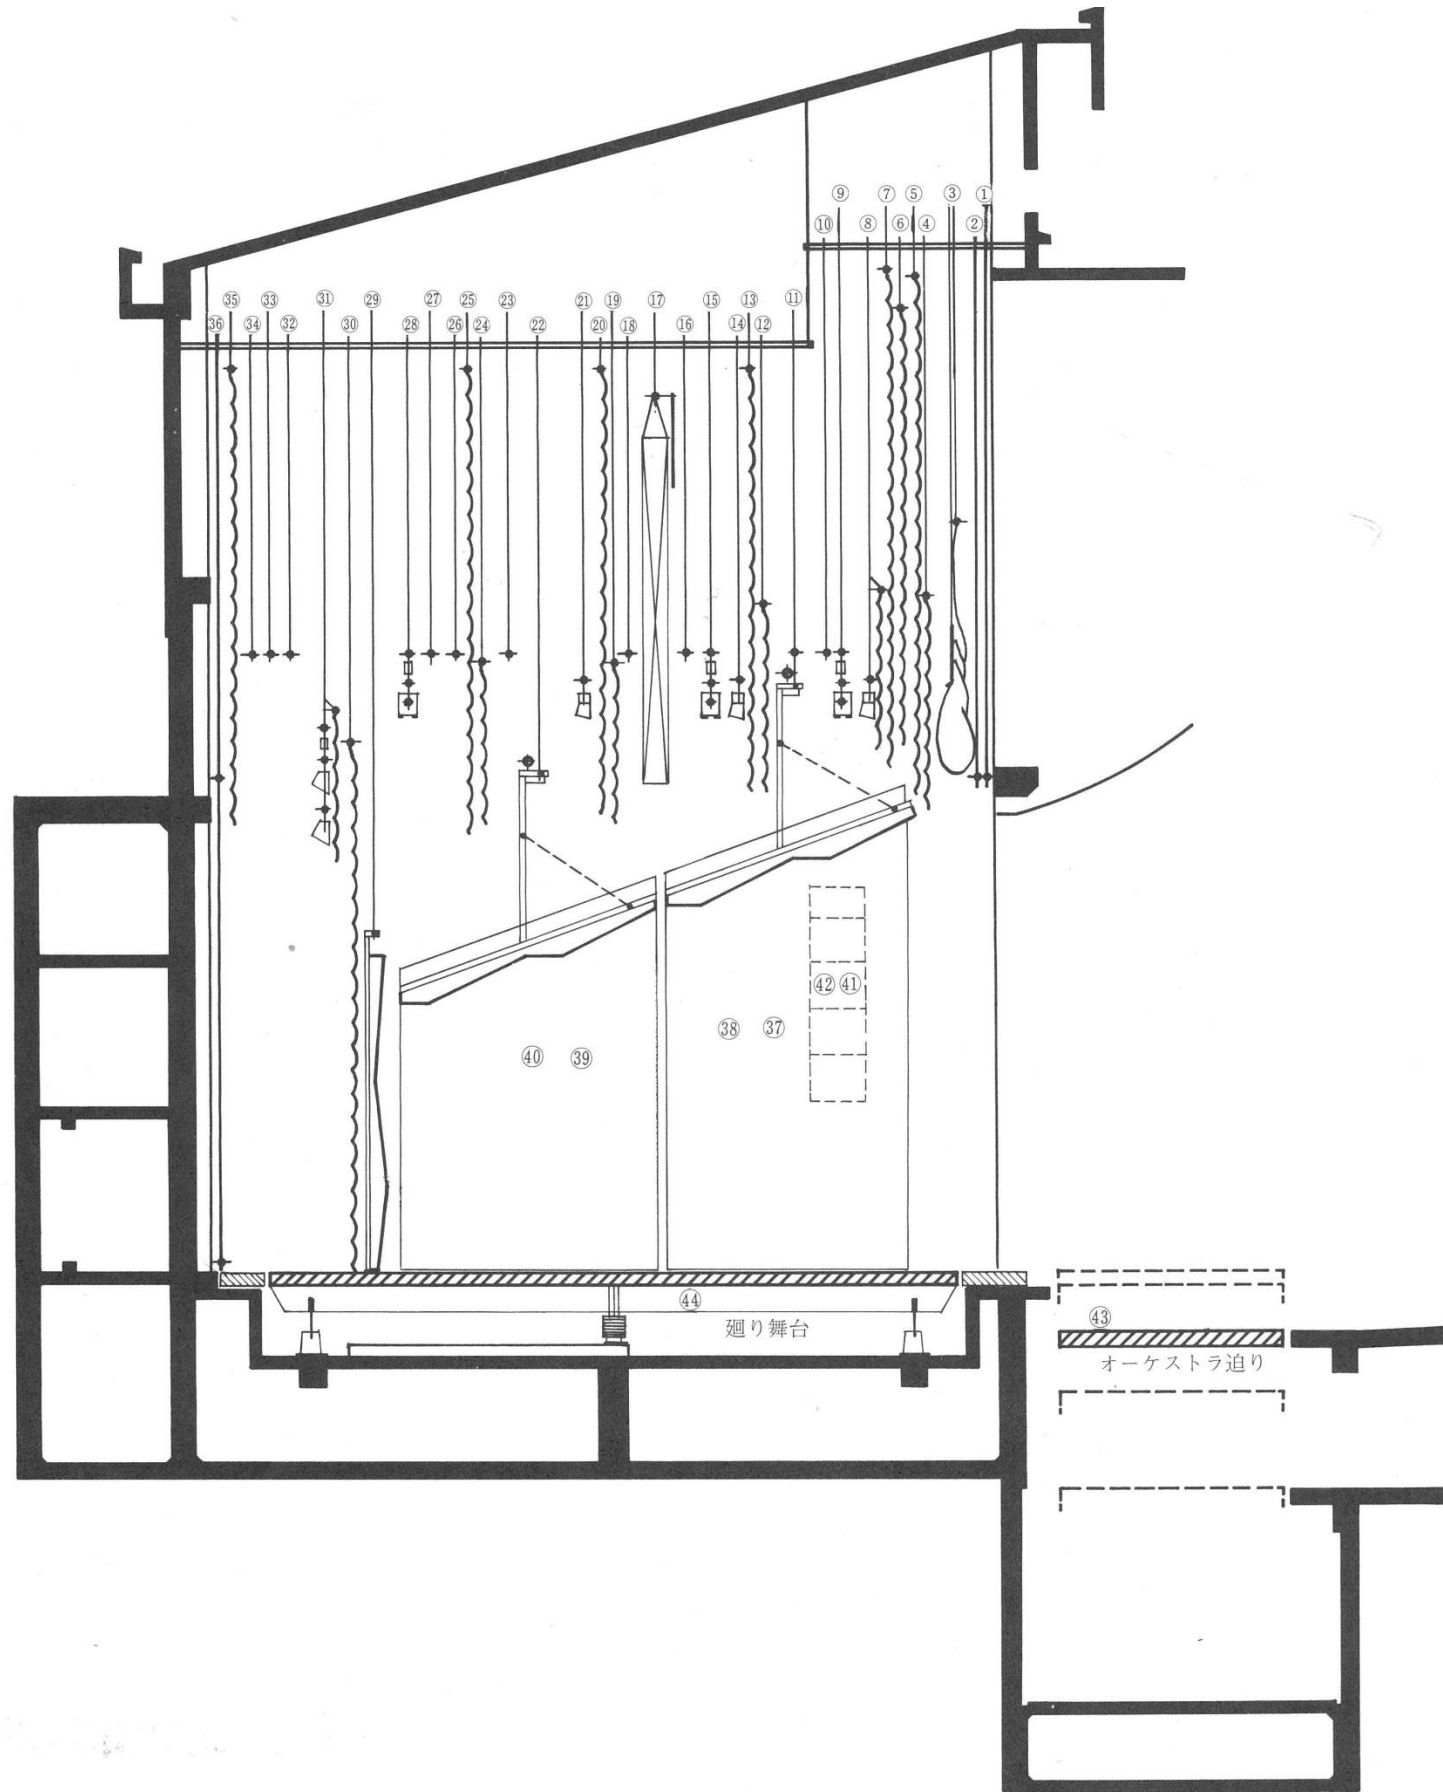 ⑨ ⑦ ⑤ ③ ①
⑩ ⑧ ⑥ ④ ②
㉟ ㉝ ㉛ ㉙ ㉗ ㉕ ㉓ ㉑ ⑲ ⑰ ⑮ ⑬ ⑪
㊱ ㉞ ㉜ ㉚ ㉘ ㉖ ㉔ ㉒ ⑳ ⑱ ⑯ ⑭ ⑫
㊷ ㊶
㊳ ㊲
㊵ ㊴
㊹
廻り舞台
㊸
オーケストラ迫り